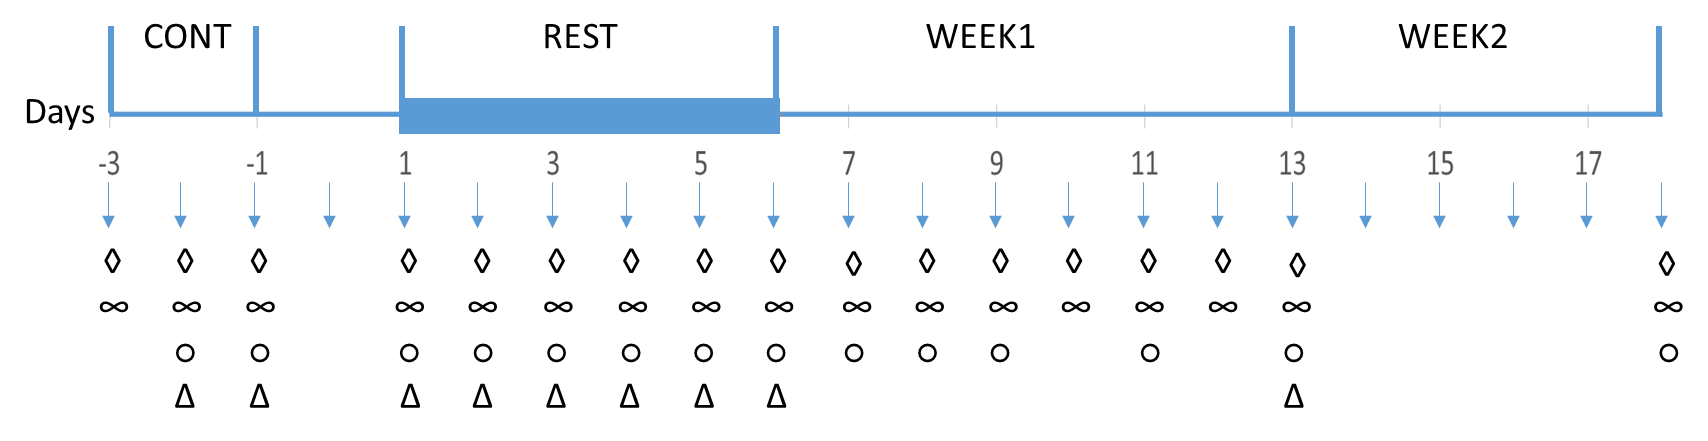 CONT REST WEEK1 WEEK2
Days
-3 -1 1 3 5 7 9 11 13 15 17
◊ ◊ ◊ ◊ ◊ ◊ ◊ ◊ ◊ ◊ ◊ ◊ ◊ ◊ ◊ ◊ ◊
∞ ∞ ∞ ∞ ∞ ∞ ∞ ∞ ∞ ∞ ∞ ∞ ∞ ∞ ∞ ∞ ∞
○ ○ ○ ○ ○ ○ ○ ○ ○ ○ ○ ○ ○ ○
Δ Δ Δ Δ Δ Δ Δ Δ Δ